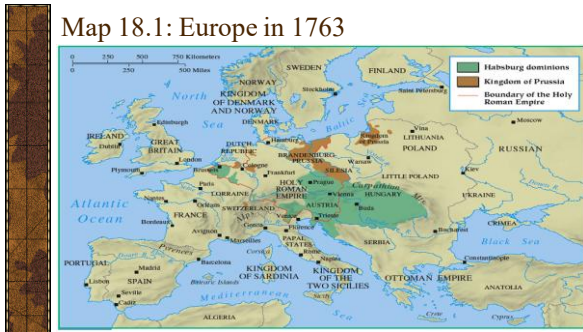 Map 18.1: Europe in 1763
0 250 500 750 Kilometers
0 250 500 Miles
Habsburg dominions
Kingdom of Prussia
Boundary of the Holy
Roman Empire
SWEDEN
FINLAND
NORWAY
Stockholm
Saint Petersburg
North
Sea
KINGDOM
OF DENMARK
AND NORWAY
Baltic
Sea
Edinburgh
DENMARK
Moscow
IRELAND
Dublin
GREAT
BRITAIN
Hamburg
Kingdom
of Prussia
Vilna
LITHUANIA
RUSSIAN
DUTCH
REPUBLIC
BRANDENBURG-
PRUSSIA
POLAND
London
Warsaw
Plymouth
Brussels
Cologne
SILESIA
Frankfurt
LITTLE POLAND
Kiev
Paris
HOLY
ROMAN
EMPIRE
Prague
Carpathian
LORRAINE
Vienna
HUNGARY
UKRAINE
Atlantic
Ocean
Nantes
Orléans
AUSTRIA
Buda
FRANCE
SWITZERLAND
Alps
Bordeaux
Venice
Trieste
CRIMEA
Genoa
Florence
Bucharest
Avignon
Marseilles
PAPAL
STATES
SERBIA
Black Sea
Pyrenees
Corsica
Rome
PORTUGAL
Barcelona
Naples
Constantinople
Madrid
Lisbon
SPAIN
Balearic Islands
KINGDOM
OF SARDINIA
KINGDOM
OF THE
TWO SICILIES
OTTOMAN EMPIRE
ANATOLIA
Seville
Mediterranean
Sea
Sicily
Cadiz
ALGERIA
Crete
Cyprus